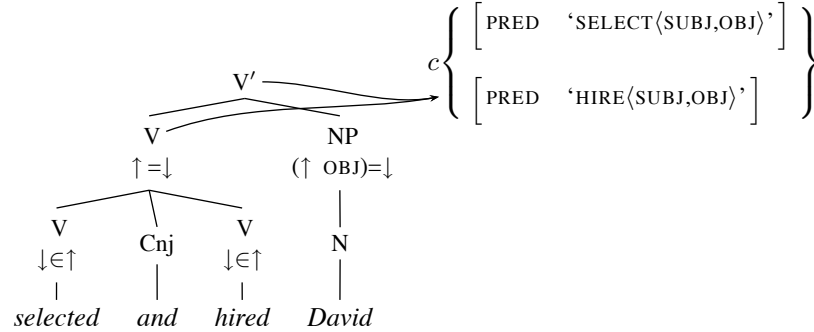 [ PRED ‘SELECT⟨SUBJ,OBJ⟩’ ]
c
[ PRED ‘HIRE⟨SUBJ,OBJ⟩’ ]
V′
V NP
↑=↓ (↑ OBJ)=↓
V Cnj V N
↓∈↑ ↓∈↑
selected and hired David